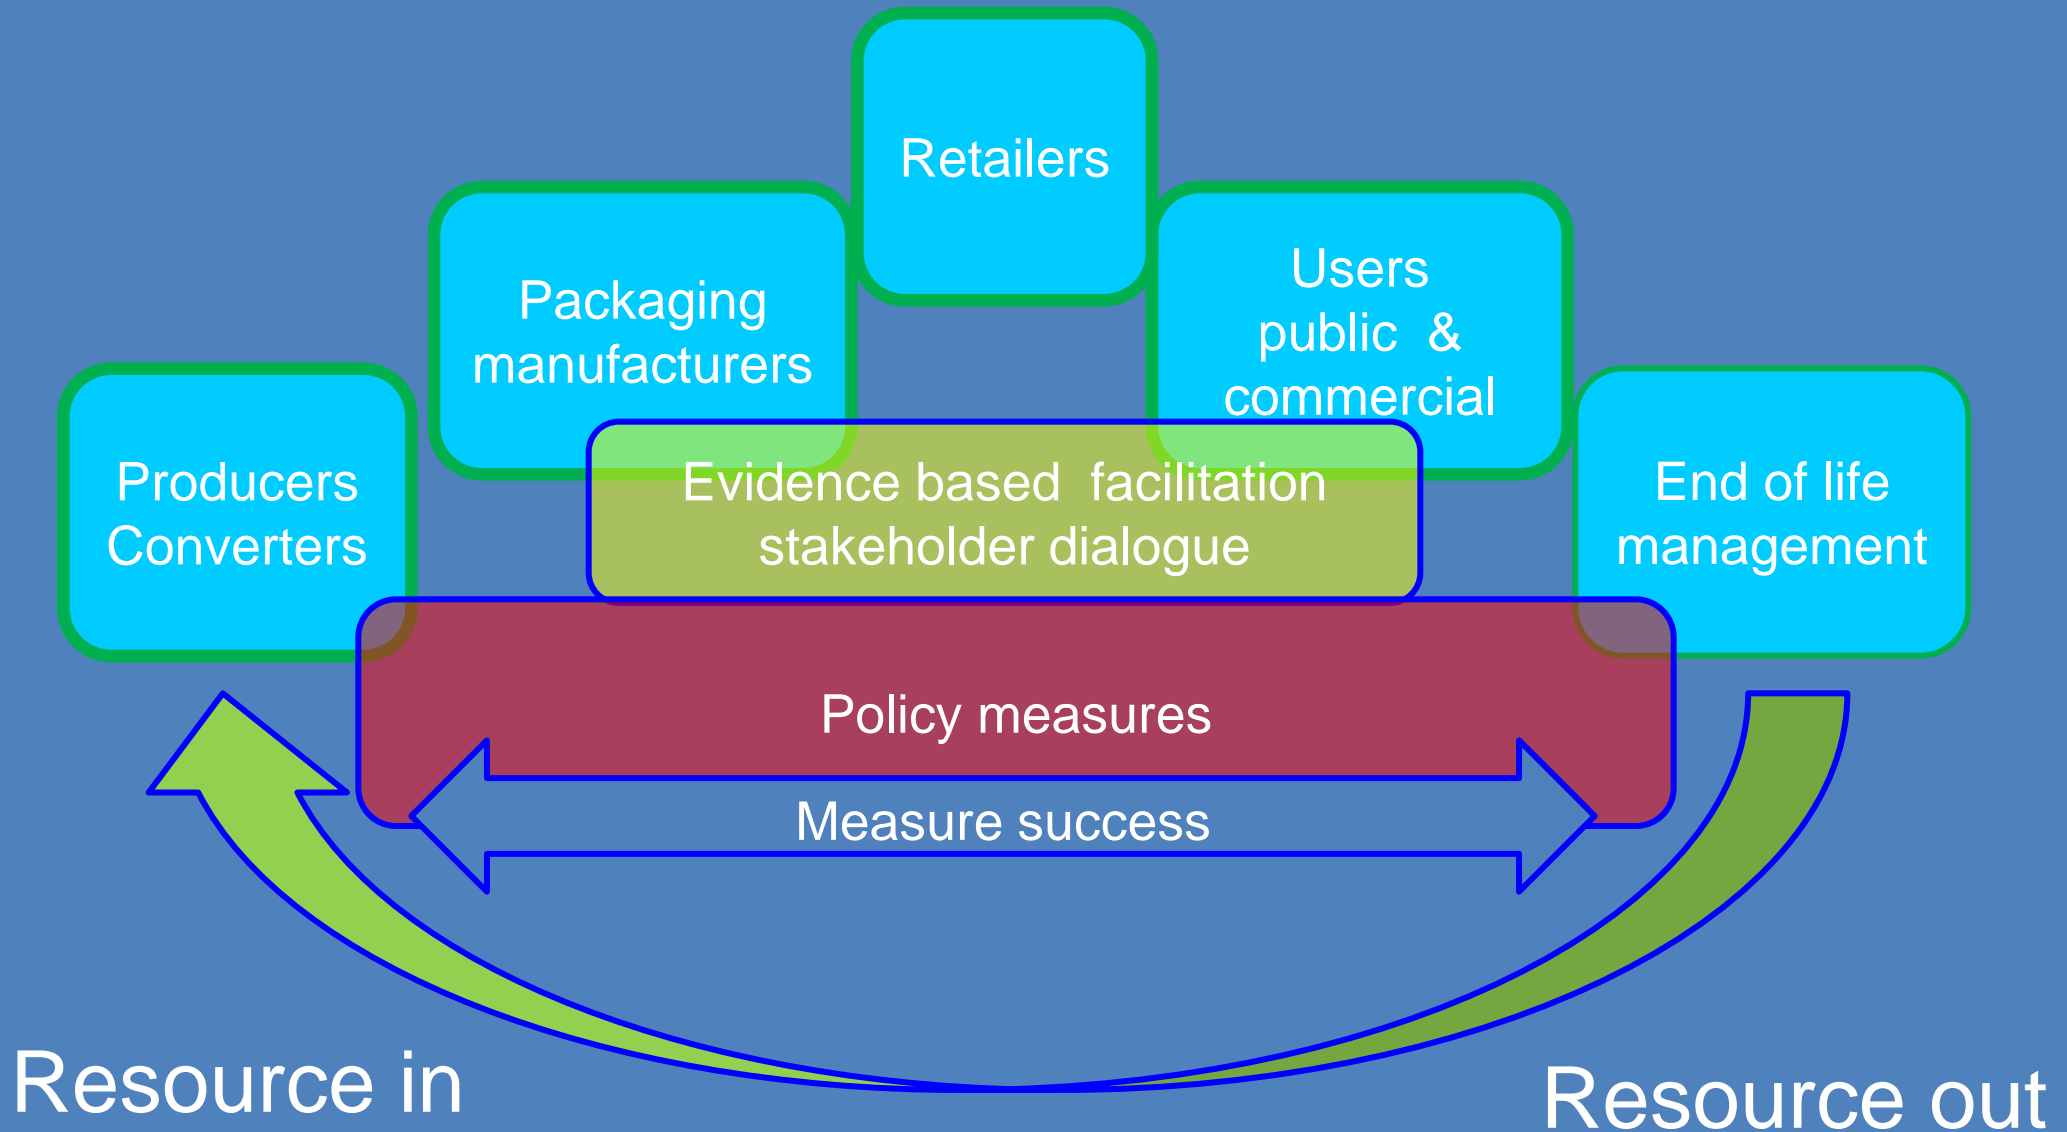 Retailers
Packaging
manufacturers
Users
public  &
commercial
Producers
Converters
End of life
management
Evidence based  facilitation
stakeholder dialogue
Policy measures
Measure success
Resource in
Resource out